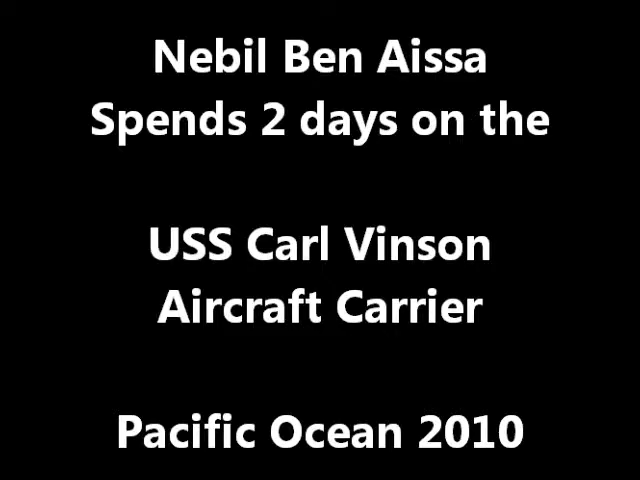 Nebil Ben Aissa
Spends 2 days on the
USS Carl Vinson
Aircraft Carrier
Pacific Ocean 2010